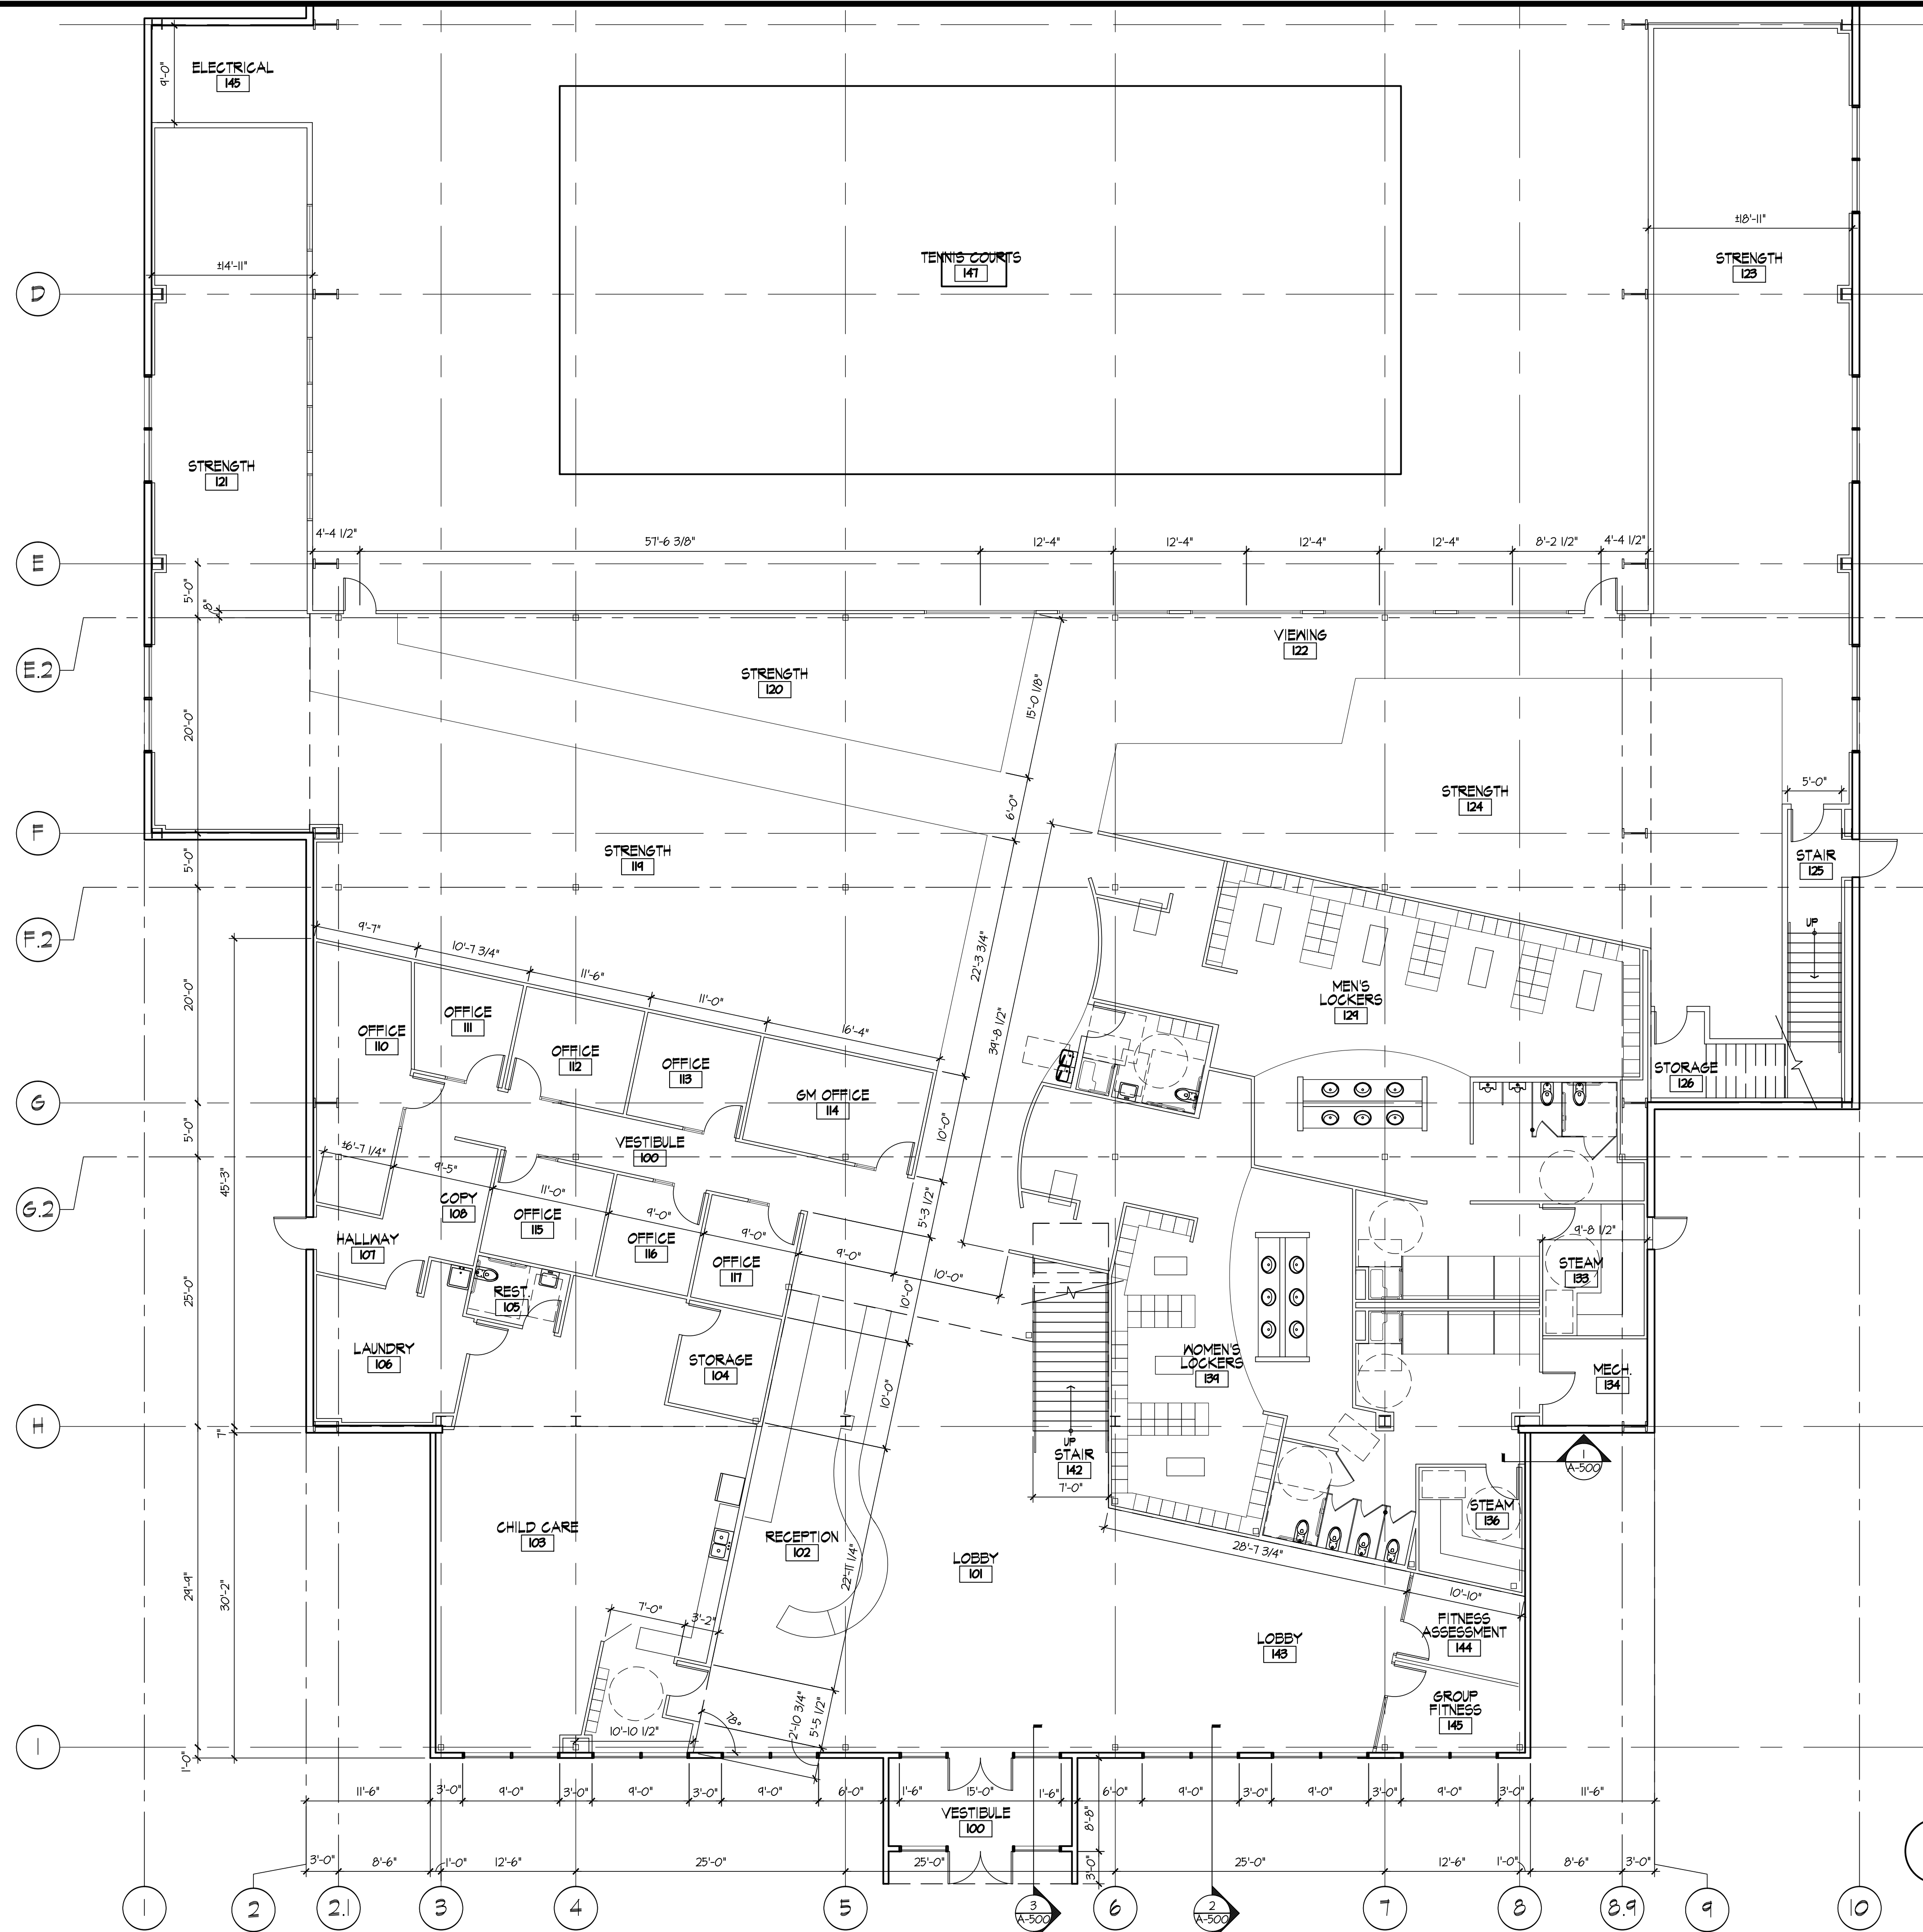 ELECTRICAL
145
9'-0"
TENNIS COURTS
147
±18'-11"
STRENGTH
123
±14'-11"
D
STRENGTH
121
4'-4 1/2"
57'-6 3/8"
12'-4"
12'-4"
12'-4"
12'-4"
8'-2 1/2"
4'-4 1/2"
E
5'-0"
8"
E.2
VIEWING
122
STRENGTH
120
15'-0 1/8"
20'-0"
6'-0"
STRENGTH
124
5'-0"
F
STRENGTH
119
5'-0"
STAIR
125
UP
F.2
9'-7"
10'-7 3/4"
11'-6"
11'-0"
16'-4"
22'-3 3/4"
39'-8 1/2"
MEN'S
LOCKERS
129
20'-0"
OFFICE
110
OFFICE
111
OFFICE
112
OFFICE
113
GM OFFICE
114
STORAGE
126
G
5'-0"
10'-0"
VESTIBULE
100
45'-3"
±6'-7 1/4"
9'-5"
11'-0"
9'-0"
9'-0"
9'-0"
10'-0"
5'-3 1/2"
G.2
COPY
108
OFFICE
115
OFFICE
116
OFFICE
117
HALLWAY
107
9'-8 1/2"
STEAM
133
25'-0"
REST.
105
10'-0"
LAUNDRY
106
STORAGE
104
WOMEN'S
LOCKERS
139
MECH.
134
10'-0"
H
7"
UP
STAIR
142
7'-0"
1
A-500
STEAM
136
CHILD CARE
103
RECEPTION
102
LOBBY
101
22'-11 1/4"
28'-7 3/4"
10'-10"
29'-9"
30'-2"
7'-0"
3'-2"
FITNESS
ASSESSMENT
144
LOBBY
143
GROUP
FITNESS
145
10'-10 1/2"
78°
2'-10 3/4"
5'-5 1/2"
I
1'-0"
11'-6"
3'-0"
9'-0"
3'-0"
9'-0"
3'-0"
9'-0"
6'-0"
1'-6"
15'-0"
1'-6"
6'-0"
9'-0"
3'-0"
9'-0"
3'-0"
9'-0"
3'-0"
11'-6"
VESTIBULE
100
8'-8"
3'-0"
3'-0"
8'-6"
1'-0"
12'-6"
25'-0"
25'-0"
25'-0"
12'-6"
1'-0"
8'-6"
3'-0"
1
2
2.1
3
4
5
3
A-500
6
2
A-500
7
8
8.9
9
10